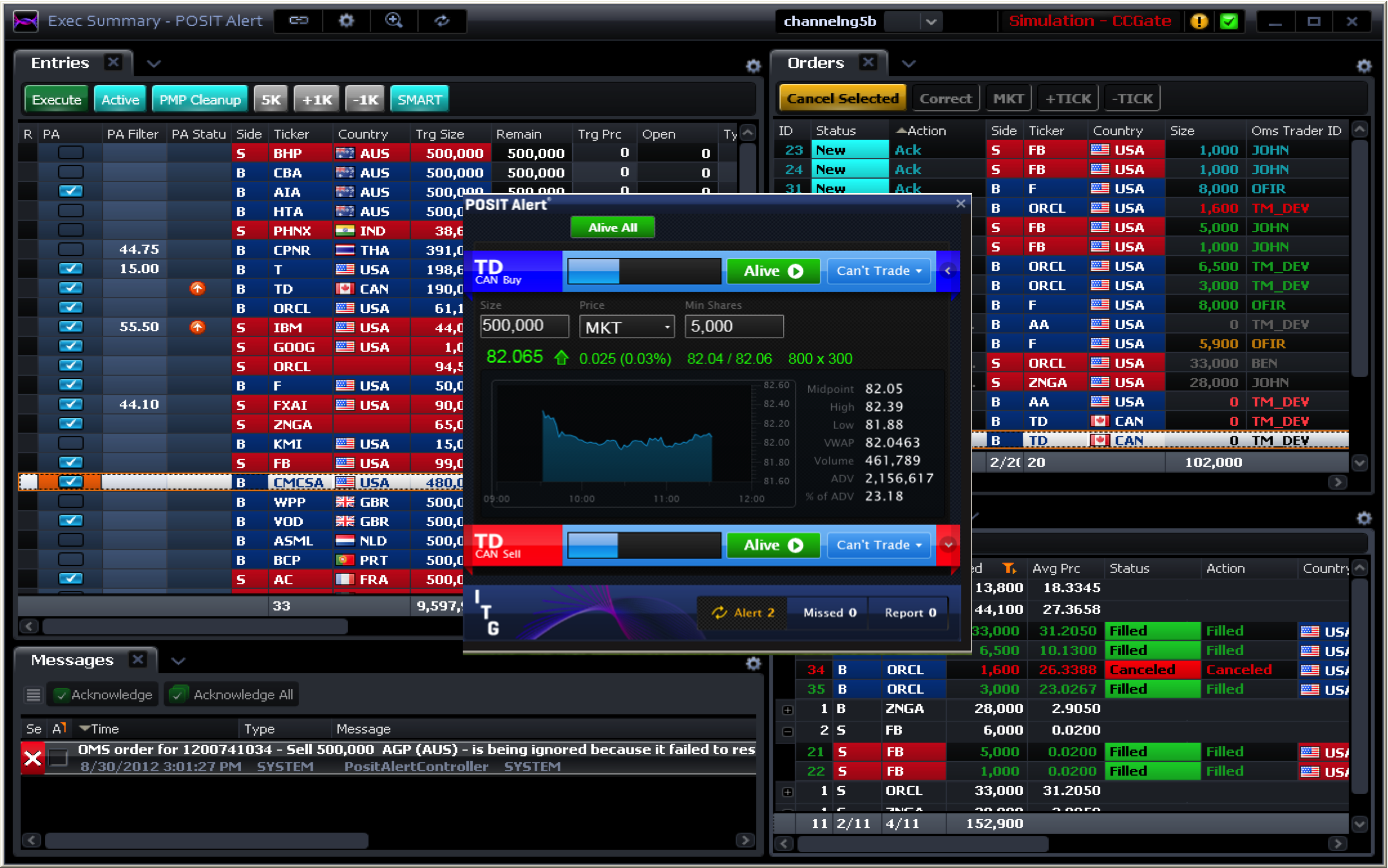 Exec Summary - POSIT Alert
channelng5b
Simulation - CCGate
Entries
Execute Active PMP Cleanup 5K +1K -1K SMART
R PA PA Filter PA Statu Side Ticker Country Trg Size Remain Trg Prc Open Ty
S BHP AUS 500,000 500,000 0 0
B CBA AUS 500,000 500,000 0 0
B AIA AUS 500,000 500,000 0 0
B HTA AUS 500,0
S PHNX IND 38,6
44.75 B CPNR THA 391,0
15.00 B T USA 198,6
B TD CAN 190,0
B ORCL USA 61,1
55.50 S IBM USA 44,0
S GOOG USA 1,0
S ORCL 94,5
B F USA 50,0
44.10 S FXAI USA 90,0
S ZNGA 65,0
B KMI USA 15,0
S FB USA 99,0
B CMCSA USA 480,0
B WPP GBR 500,0
B VOD GBR 500,0
B ASML NLD 500,0
B BCP PRT 500,0
S AC FRA 500,0
33 9,597,9
Orders
Cancel Selected Correct MKT +TICK -TICK
ID Status Action Side Ticker Country Size Oms Trader ID
23 New Ack S FB USA 1,000 JOHN
24 New Ack S FB USA 1,000 JOHN
31 New Ack B F USA 8,000 OFIR
B ORCL USA 1,600 TM_DEV
S FB USA 5,000 JOHN
S FB USA 1,000 JOHN
B ORCL USA 6,500 TM_DEV
B ORCL USA 3,000 TM_DEV
B F USA 8,000 OFIR
B AA USA 0 TM_DEV
B F USA 5,900 OFIR
S ORCL USA 33,000 BEN
S ZNGA USA 28,000 JOHN
B AA USA 0 TM_DEV
B TD CAN 0 TM_DEV
B TD CAN 0 TM_DEV
2/2( 20 102,000
POSIT Alert
Alive All
TD
CAN Buy
Alive Can't Trade
Size Price Min Shares
500,000 MKT 5,000
82.065 0.025 (0.03%) 82.04 / 82.06 800 x 300
82.60
82.40
82.20
82.00
81.80
81.60
09:00 10:00 11:00 12:00
Midpoint 82.05
High 82.39
Low 81.88
VWAP 82.0463
Volume 461,789
ADV 2,156,617
% of ADV 23.18
TD
CAN Sell
Alive Can't Trade
ITG
Alert 2 Missed 0 Report 0
ed Avg Prc Status Action Country
13,800 18.3345
44,100 27.3658
33,000 31.2050 Filled Filled USA
6,500 10.1300 Filled Filled USA
34 B ORCL 1,600 26.3388 Canceled Canceled USA
35 B ORCL 3,000 23.0267 Filled Filled USA
1 B ZNGA 28,000 2.9050
2 S FB 6,000 0.0200
21 S FB 5,000 0.0200 Filled Filled USA
22 S FB 1,000 0.0200 Filled Filled USA
1 S ORCL 33,000 31.2050
11 2/11 4/11 152,900
Messages
Acknowledge Acknowledge All
Se A Time Type Message
OMS order for 1200741034 - Sell 500,000 AGP (AUS) - is being ignored because it failed to res
8/30/2012 3:01:27 PM SYSTEM PositAlertController SYSTEM